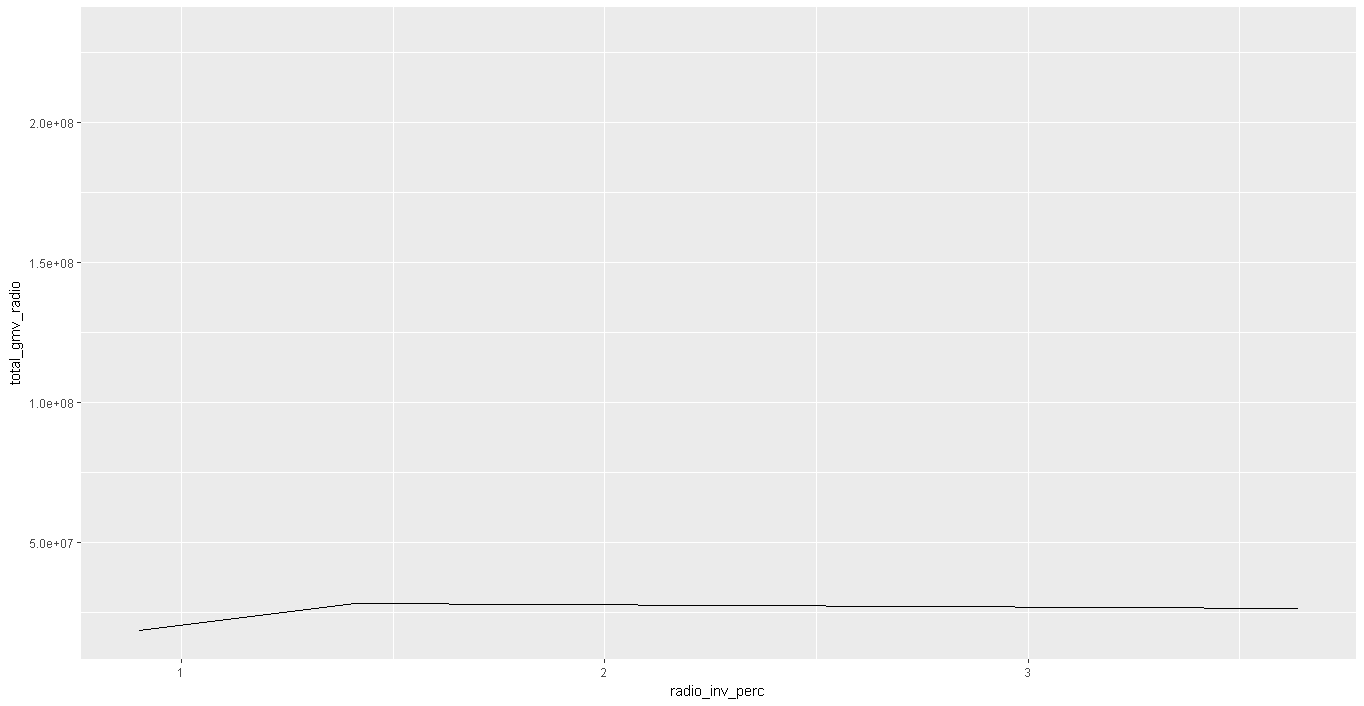 2.0e+08
1.5e+08
1.0e+08
5.0e+07
total_gmv_radio
1 2 3
radio_inv_perc